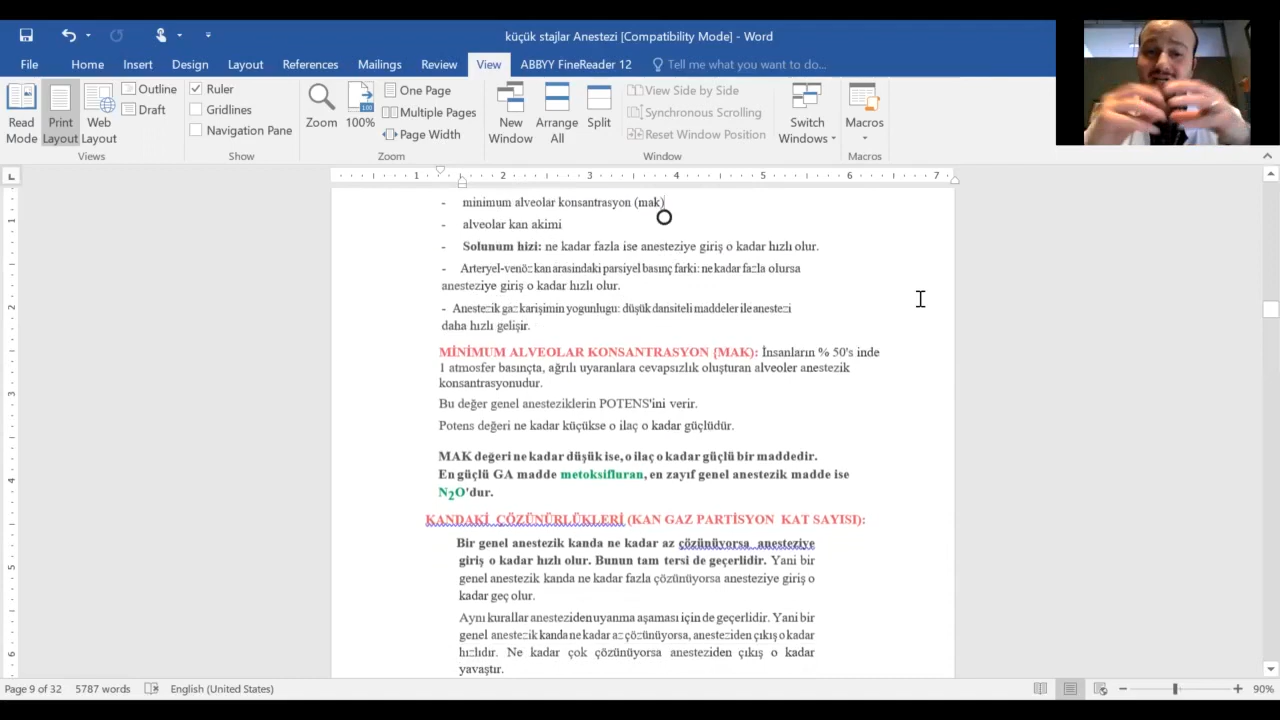 küçük stajlar Anestezi [Compatibility Mode] - Word
File Home Insert Design Layout References Mailings Review View ABBYY FineReader 12 Tell me what you want to do...
Read Mode
Print Layout
Web Layout
Outline
Draft
Views
Ruler
Gridlines
Navigation Pane
Show
Zoom
100%
One Page
Multiple Pages
Page Width
Zoom
New Window
Arrange All
Split
View Side by Side
Synchronous Scrolling
Reset Window Position
Window
Switch Windows
Macros
Macros
1 2 3 4 5 6 7
- minimum alveolar konsantrasyon (mak)
- alveolar kan akimi
- Solunum hizi: ne kadar fazla ise anesteziye giriş o kadar hızlı olur.
- Arteryel-venöz kan arasindaki parsiyel basınç farki: ne kadar fazla olursa
anesteziye giriş o kadar hızlı olur.
- Anestezik gaz karişimin yogunlugu: düşük dansiteli maddeler ile anestezi
daha hızlı gelişir.
MİNİMUM ALVEOLAR KONSANTRASYON {MAK}: İnsanların % 50's inde
1 atmosfer basınçta, ağrılı uyaranlara cevapsızlık oluşturan alveoler anestezik
konsantrasyonudur.
Bu değer genel anesteziklerin POTENS'ini verir.
Potens değeri ne kadar küçükse o ilaç o kadar güçlüdür.
MAK değeri ne kadar düşük ise, o ilaç o kadar güçlü bir maddedir.
En güçlü GA madde metoksifluran, en zayıf genel anestezik madde ise
N2O'dur.
KANDAKİ ÇÖZÜNÜRLÜKLERİ (KAN GAZ PARTİSYON KAT SAYISI):
Bir genel anestezik kanda ne kadar az çözünüyorsa anesteziye
giriş o kadar hızlı olur. Bunun tam tersi de geçerlidir. Yani bir
genel anestezik kanda ne kadar fazla çözünüyorsa anesteziye giriş o
kadar geç olur.
Aynı kurallar anesteziden uyanma aşaması için de geçerlidir. Yani bir
genel anestezik kanda ne kadar az çözünüyorsa, anesteziden çıkış o kadar
hızlıdır. Ne kadar çok çözünüyorsa anesteziden çıkış o kadar
yavaştır.
Page 9 of 32 5787 words English (United States) 90%